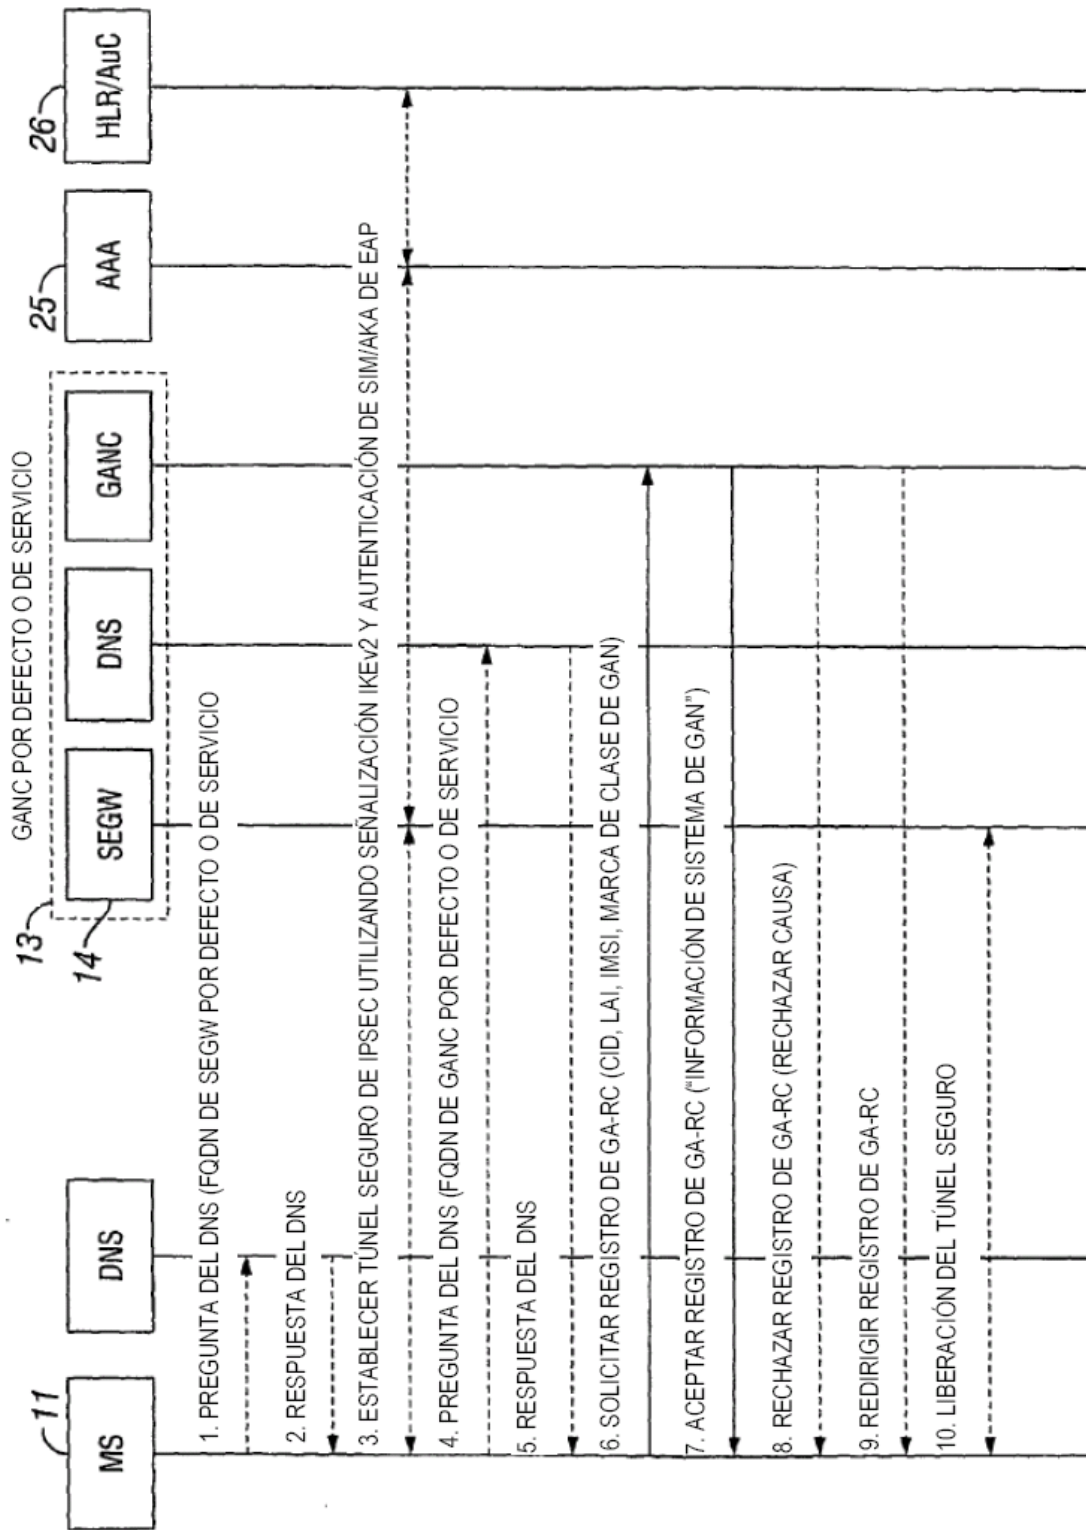 GANC POR DEFECTO O DE SERVICIO
11
13
14
25
26
MS
DNS
SEGW
DNS
GANC
AAA
HLR/AuC
1. PREGUNTA DEL DNS (FQDN DE SEGW POR DEFECTO O DE SERVICIO
2. RESPUESTA DEL DNS
3. ESTABLECER TÚNEL SEGURO DE IPSEC UTILIZANDO SEÑALIZACIÓN IKEv2 Y AUTENTICACIÓN DE SIM/AKA DE EAP
4. PREGUNTA DEL DNS (FQDN DE GANC POR DEFECTO O DE SERVICIO
5. RESPUESTA DEL DNS
6. SOLICITAR REGISTRO DE GA-RC (CID, LAI, IMSI, MARCA DE CLASE DE GAN)
7. ACEPTAR REGISTRO DE GA-RC ("INFORMACIÓN DE SISTEMA DE GAN")
8. RECHAZAR REGISTRO DE GA-RC (RECHAZAR CAUSA)
9. REDIRIGIR REGISTRO DE GA-RC
10. LIBERACIÓN DEL TÚNEL SEGURO